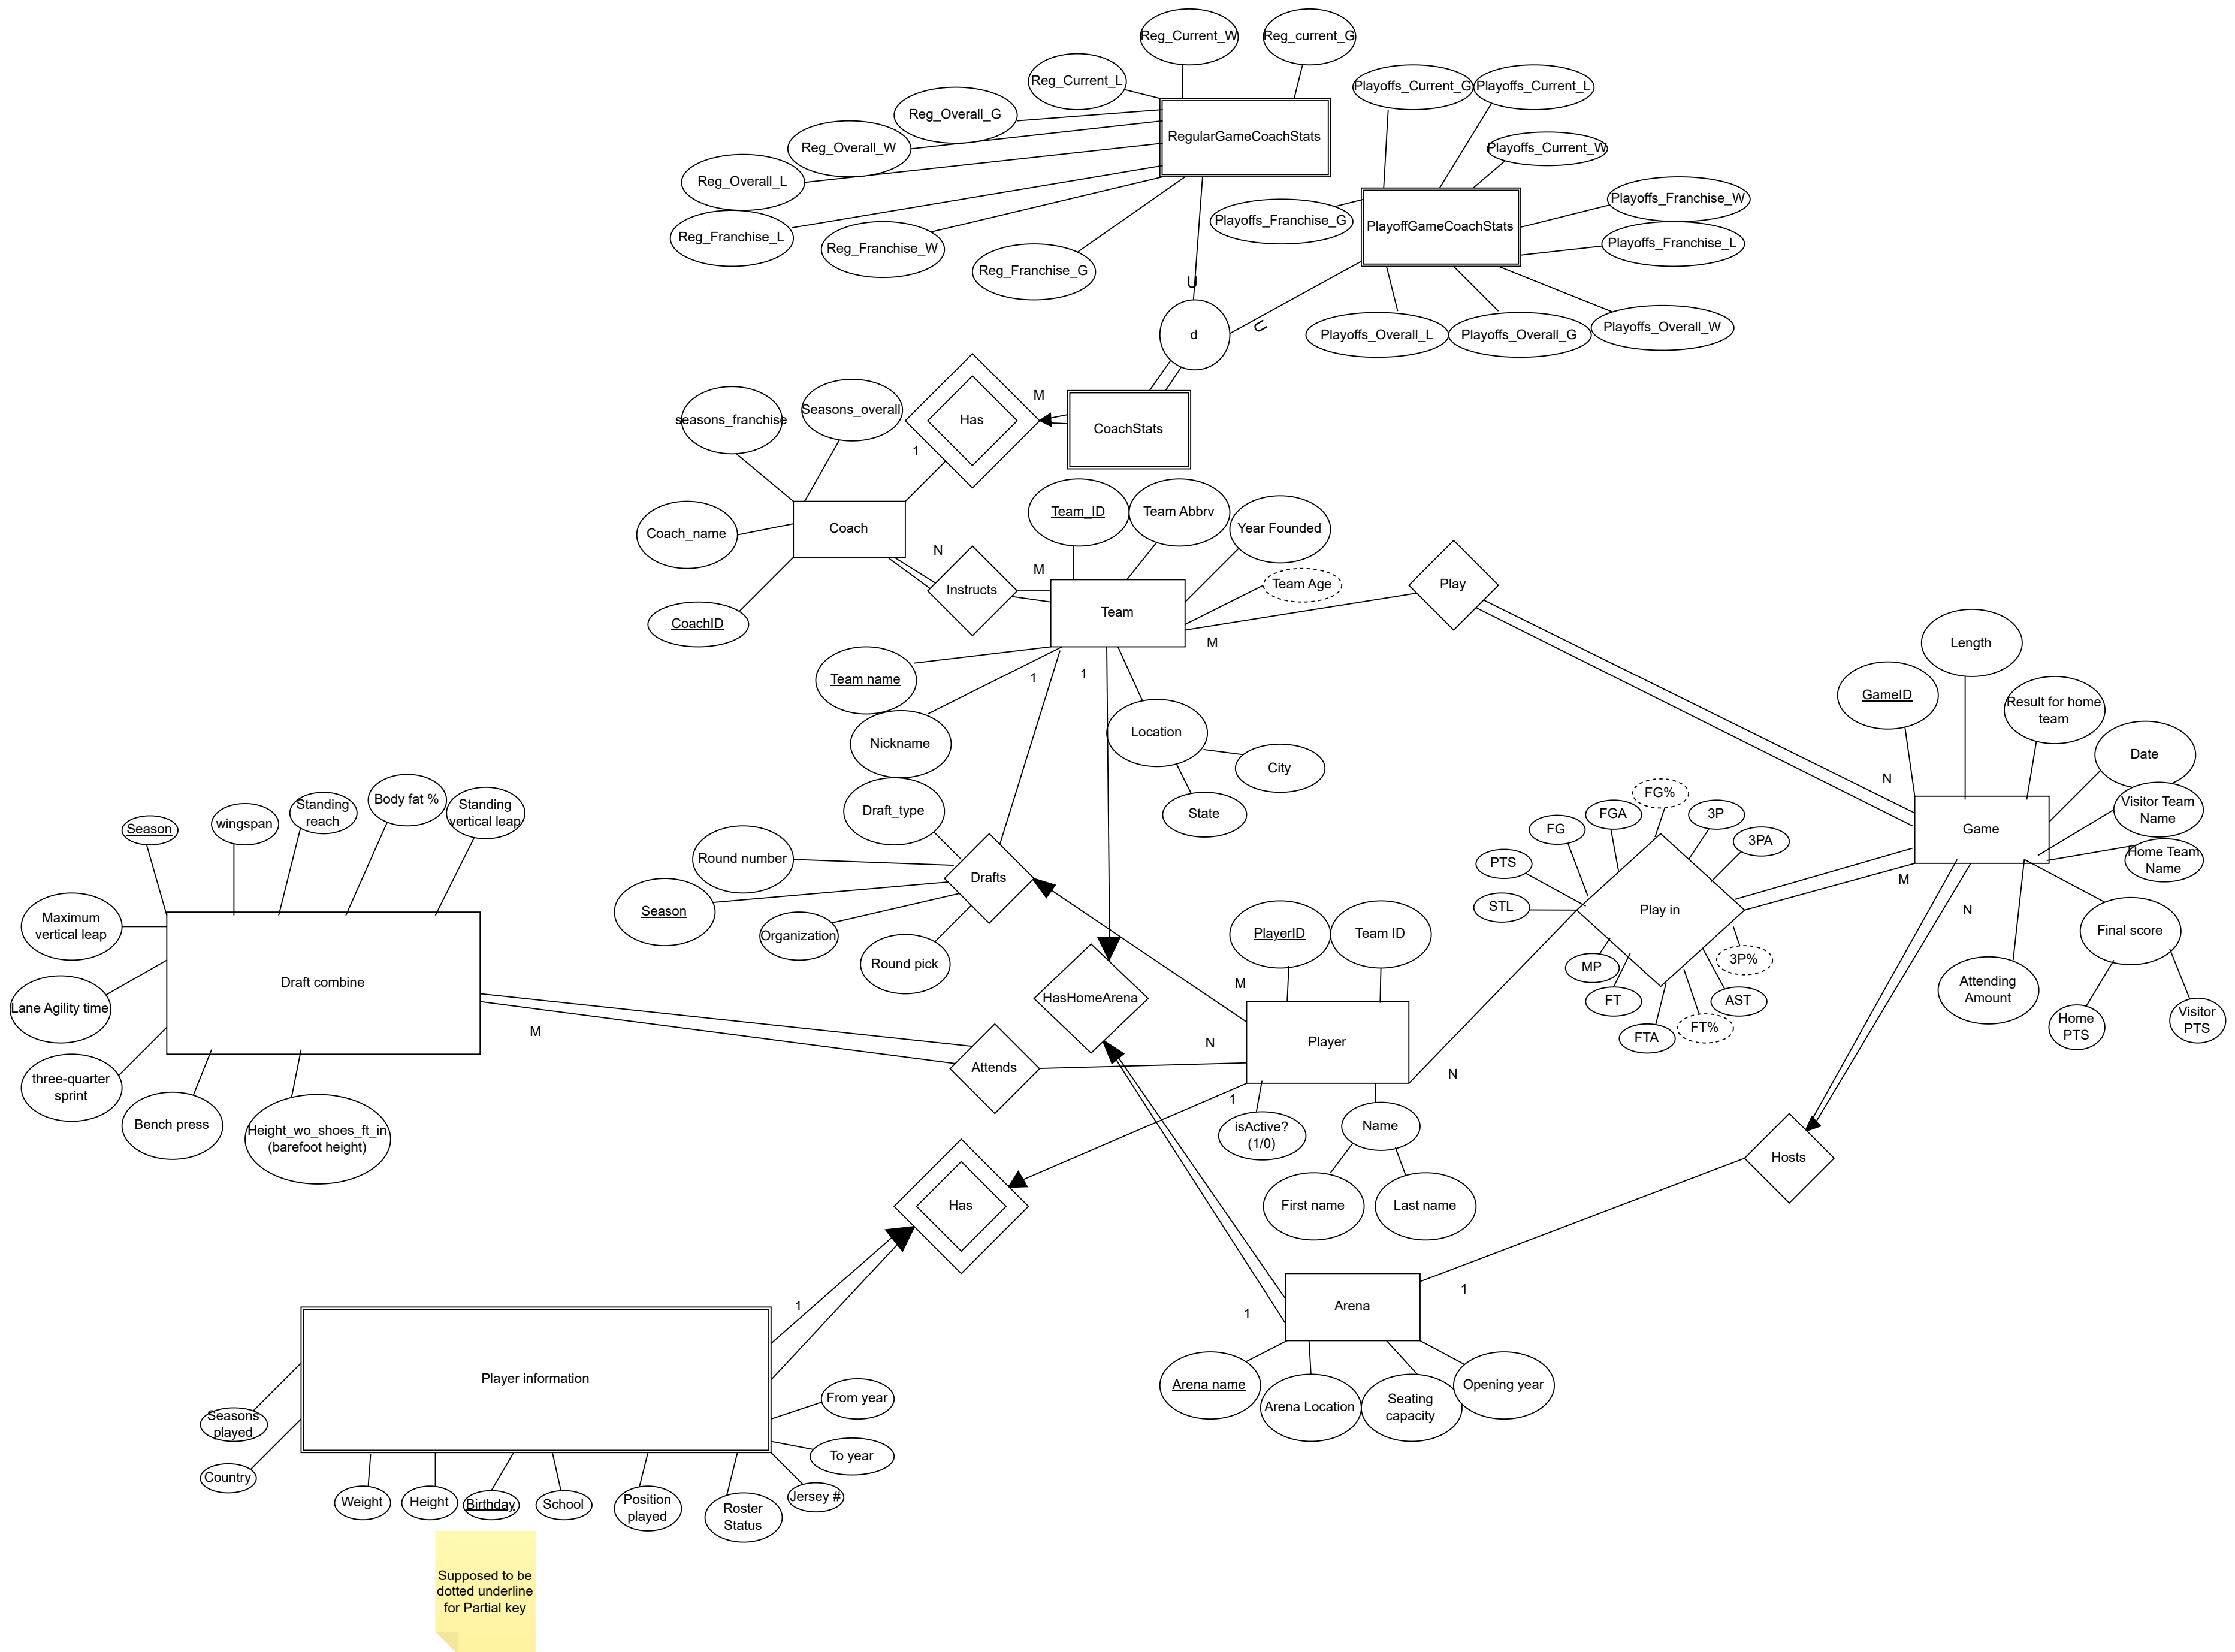 Reg_Current_W
Reg_current_G
Reg_Current_L
Playoffs_Current_G
Playoffs_Current_L
Reg_Overall_G
RegularGameCoachStats
Reg_Overall_W
Playoffs_Current_W
Reg_Overall_L
Playoffs_Franchise_W
Playoffs_Franchise_G
PlayoffGameCoachStats
Reg_Franchise_L
Reg_Franchise_W
Playoffs_Franchise_L
Reg_Franchise_G
U
U
d
Playoffs_Overall_L
Playoffs_Overall_G
Playoffs_Overall_W
M
Seasons_overall
seasons_franchise
Has
CoachStats
1
Team_ID
Team Abbrv
Year Founded
Coach_name
Coach
N
M
Instructs
Team Age
Play
Team
CoachID
M
Length
1
1
Team name
GameID
Result for home
team
Nickname
Location
Date
City
N
Draft_type
State
FG%
Season
wingspan
Standing
reach
Body fat %
Standing
vertical leap
Visitor Team
Name
FGA
3P
FG
3PA
Game
Home Team
Name
Round number
PTS
Drafts
M
Season
STL
Play in
N
Maximum
vertical leap
Organization
PlayerID
Team ID
Final score
Round pick
MP
3P%
Draft combine
M
HasHomeArena
FT
AST
Attending
Amount
Lane Agility time
Home
PTS
Visitor
PTS
M
N
Player
FTA
FT%
Attends
N
three-quarter
sprint
1
Bench press
Height_wo_shoes_ft_in
(barefoot height)
isActive?
(1/0)
Name
Hosts
Has
First name
Last name
1
1
1
Arena
Player information
Arena name
Arena Location
Seating
capacity
Opening year
From year
Seasons
played
To year
Country
Weight
Height
Birthday
School
Position
played
Roster
Status
Jersey #
Supposed to be
dotted underline
for Partial key